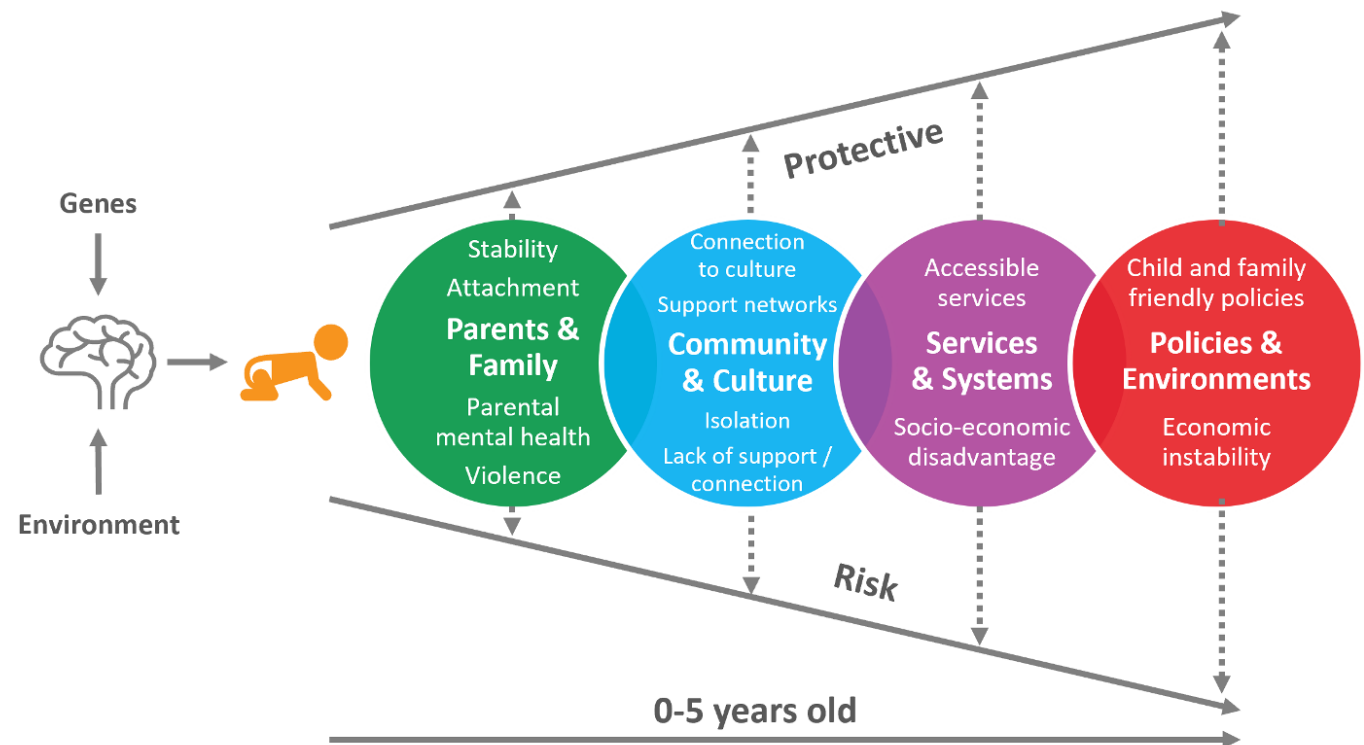 Genes
Environment
Protective
Stability
Attachment
Parents &
Family
Parental
mental health
Violence
Connection
to culture
Support networks
Community
& Culture
Isolation
Lack of support /
connection
Accessible
services
Services
& Systems
Socio-economic
disadvantage
Child and family
friendly policies
Policies &
Environments
Economic
instability
Risk
0-5 years old